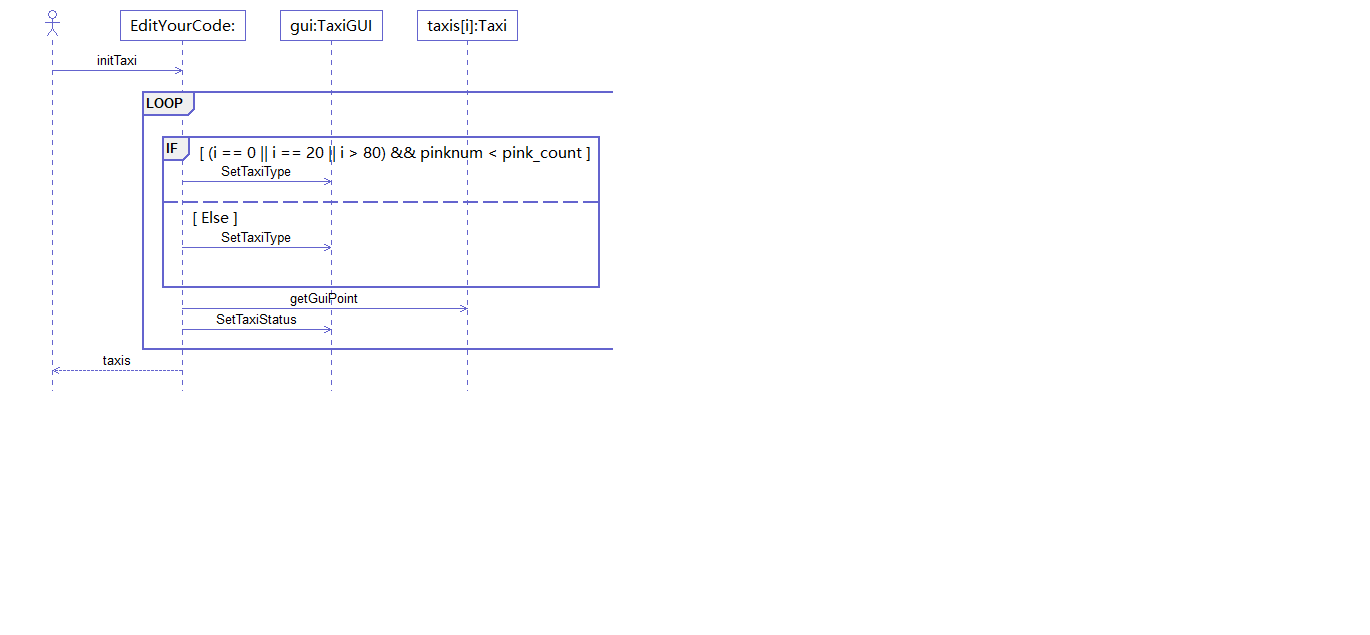 EditYourCode:
gui:TaxiGUI
taxis[i]:Taxi
initTaxi
LOOP
IF
[ (i == 0 || i == 20 || i > 80) && pinknum < pink_count ]
SetTaxiType
[ Else ]
SetTaxiType
getGuiPoint
SetTaxiStatus
taxis